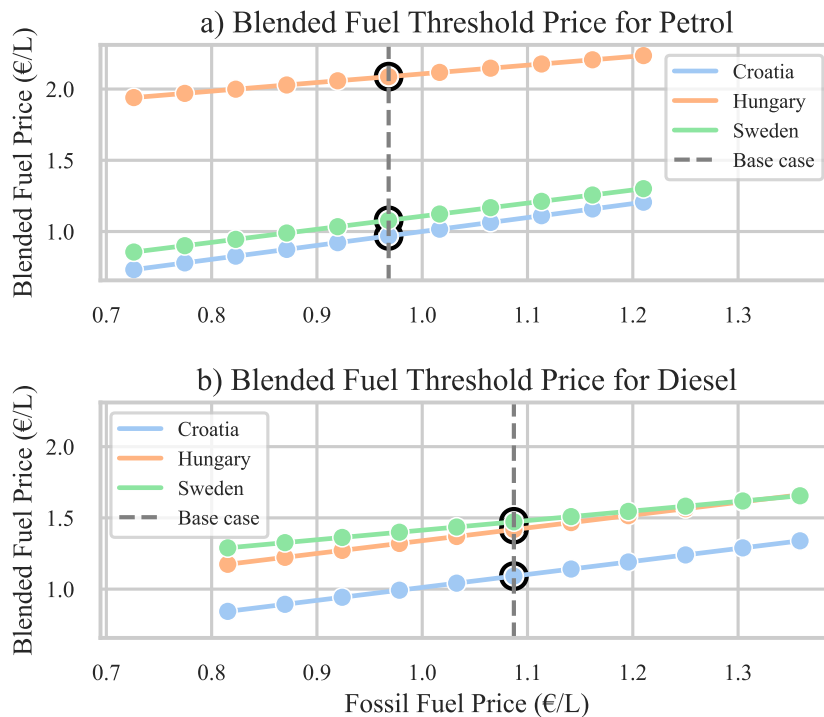 a) Blended Fuel Threshold Price for Petrol
Blended Fuel Price (€/L)
2.0
1.5
1.0
Croatia
Hungary
Sweden
Base case
0.7 0.8 0.9 1.0 1.1 1.2 1.3
b) Blended Fuel Threshold Price for Diesel
Blended Fuel Price (€/L)
2.0
1.5
1.0
Croatia
Hungary
Sweden
Base case
0.7 0.8 0.9 1.0 1.1 1.2 1.3
Fossil Fuel Price (€/L)